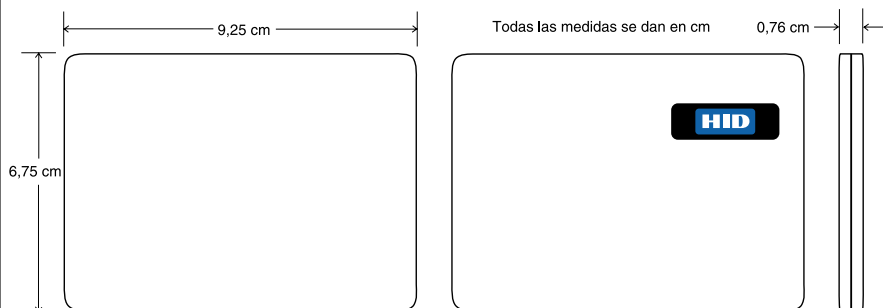 9,25 cm
Todas las medidas se dan en cm
0,76 cm
HID
6,75 cm